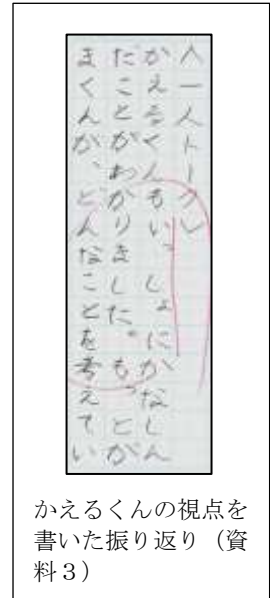 〈一人トーク〉
かえるくんもいっしょにかなしん
だことがわかりました。もっとが
まくんが、どんなことを考えてい
かえるくんの視点を
書いた振り返り（資
料３）